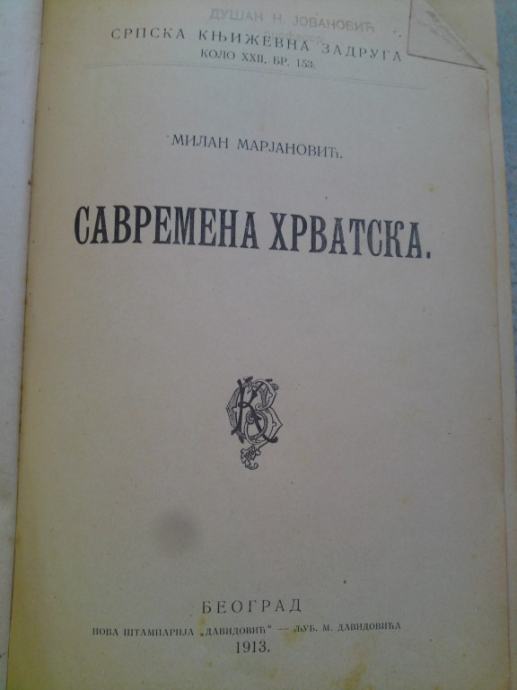 ДУШАН Н. ЈОВАНОВИЋ
СРПСКА КЊИЖЕВНА ЗАДРУГА
КОЛО XXII. БР. 153.
МИЛАН МАРЈАНОВИЋ.
САВРЕМЕНА ХРВАТСКА.
БЕОГРАД
НОВА ШТАМПАРИЈА „ДАВИДОВИЋ“ — ЉУБ. М. ДАВИДОВИЋА
1913.